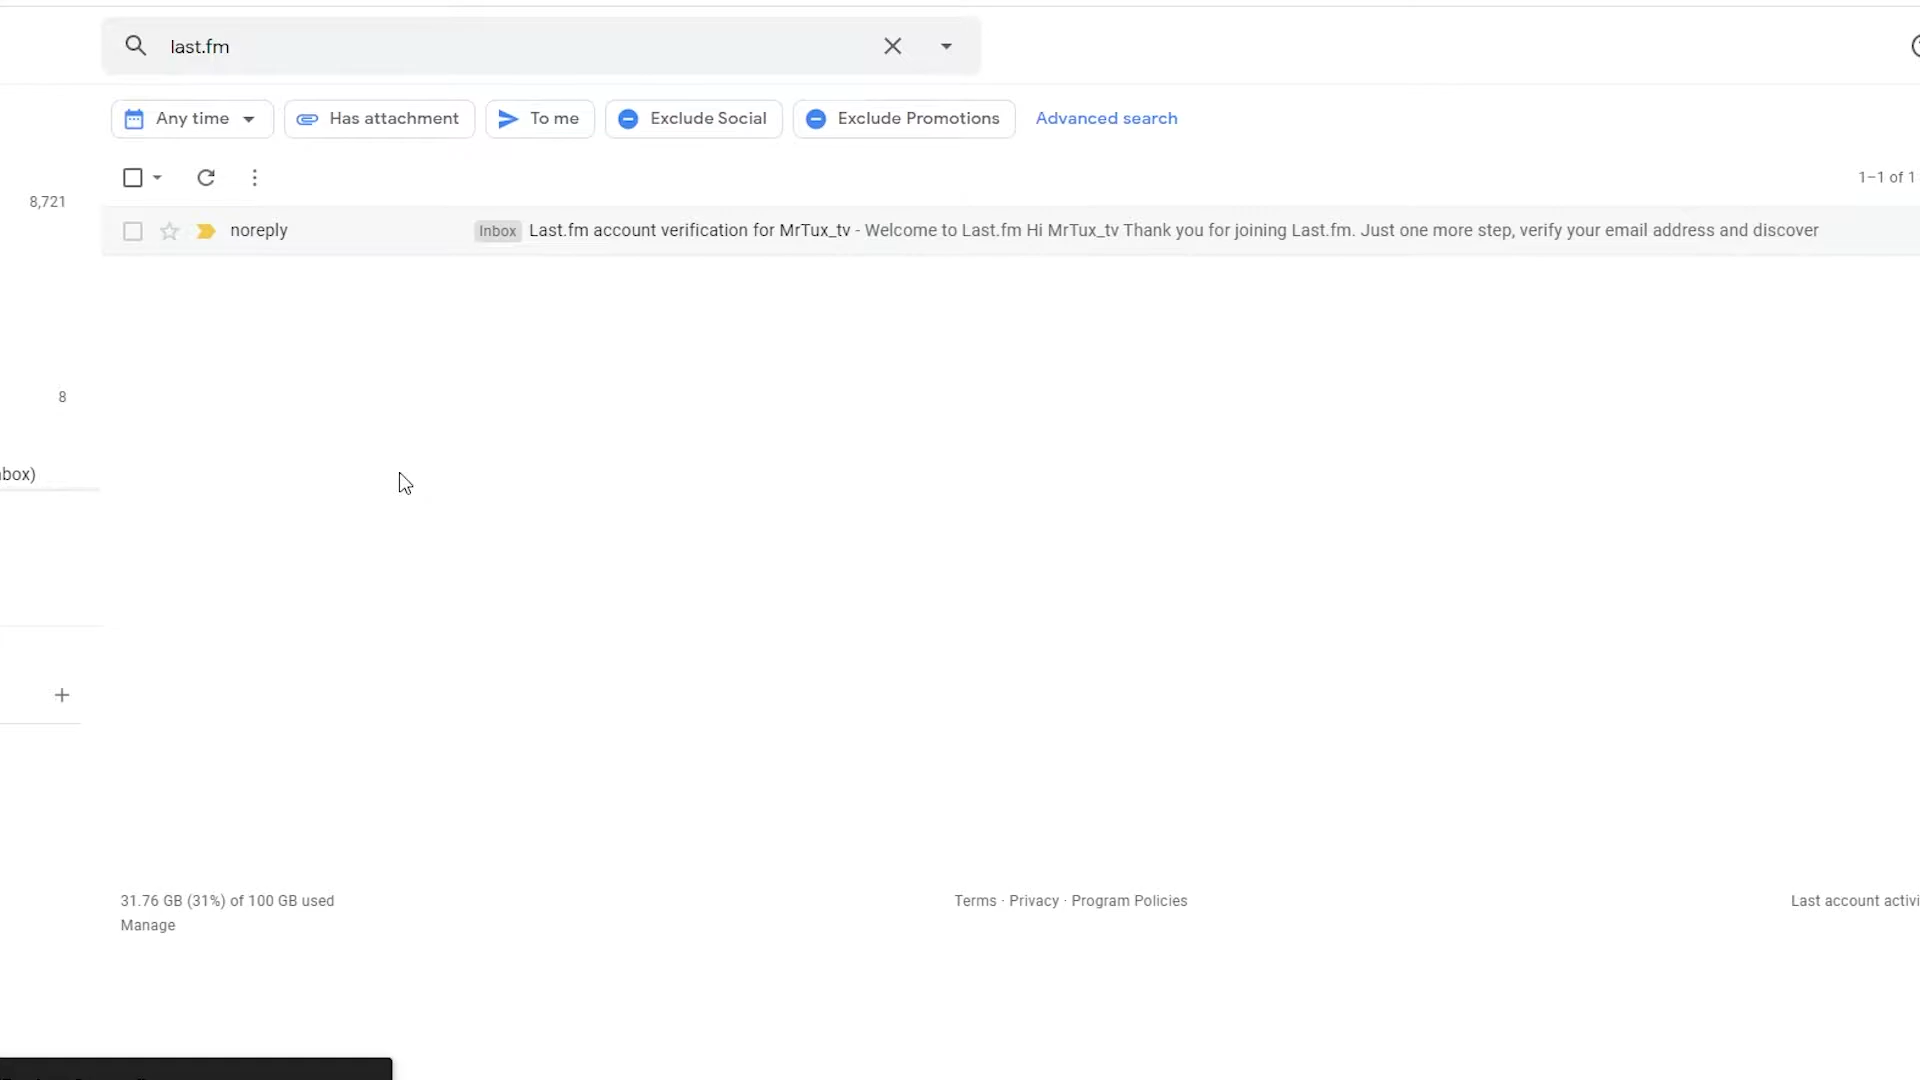 last.fm
Any time Has attachment To me Exclude Social Exclude Promotions Advanced search
1–1 of 1
8,721
noreply Inbox Last.fm account verification for MrTux_tv - Welcome to Last.fm Hi MrTux_tv Thank you for joining Last.fm. Just one more step, verify your email address and discover
8
box)
31.76 GB (31%) of 100 GB used Terms · Privacy · Program Policies Last account activi
Manage